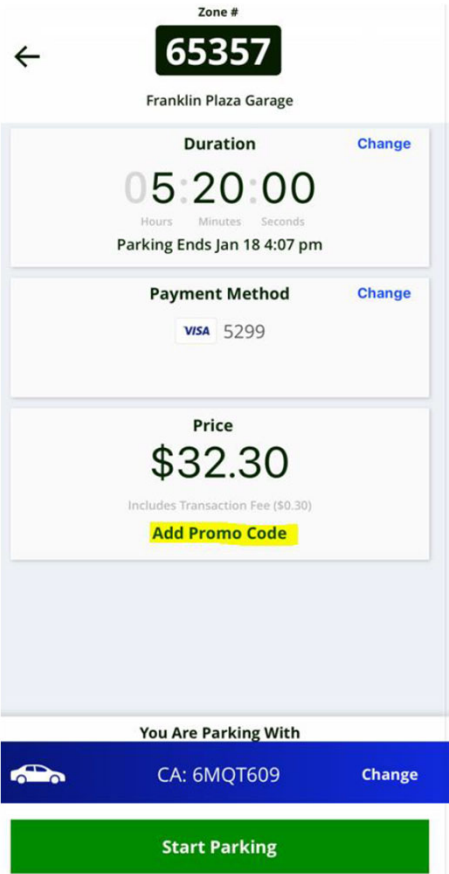 Zone #
65357
Franklin Plaza Garage
Duration
Change
05:20:00
Hours Minutes Seconds
Parking Ends Jan 18 4:07 pm
Payment Method
Change
VISA 5299
Price
$32.30
Includes Transaction Fee ($0.30)
Add Promo Code
You Are Parking With
CA: 6MQT609
Change
Start Parking